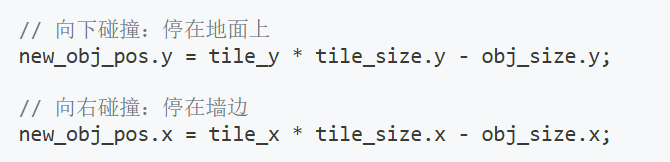 // 向下碰撞：停在地面上
new_obj_pos.y = tile_y * tile_size.y - obj_size.y;
// 向右碰撞：停在墙边
new_obj_pos.x = tile_x * tile_size.x - obj_size.x;